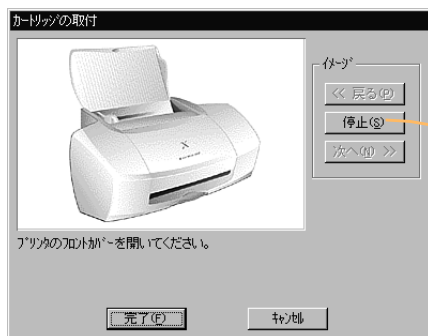 カートリッジの取付
イメージ
<< 戻る(P)
停止(S)
次へ(N) >>
X
プリンタのフロントカバーを開いてください。
完了(F)
キャンセル